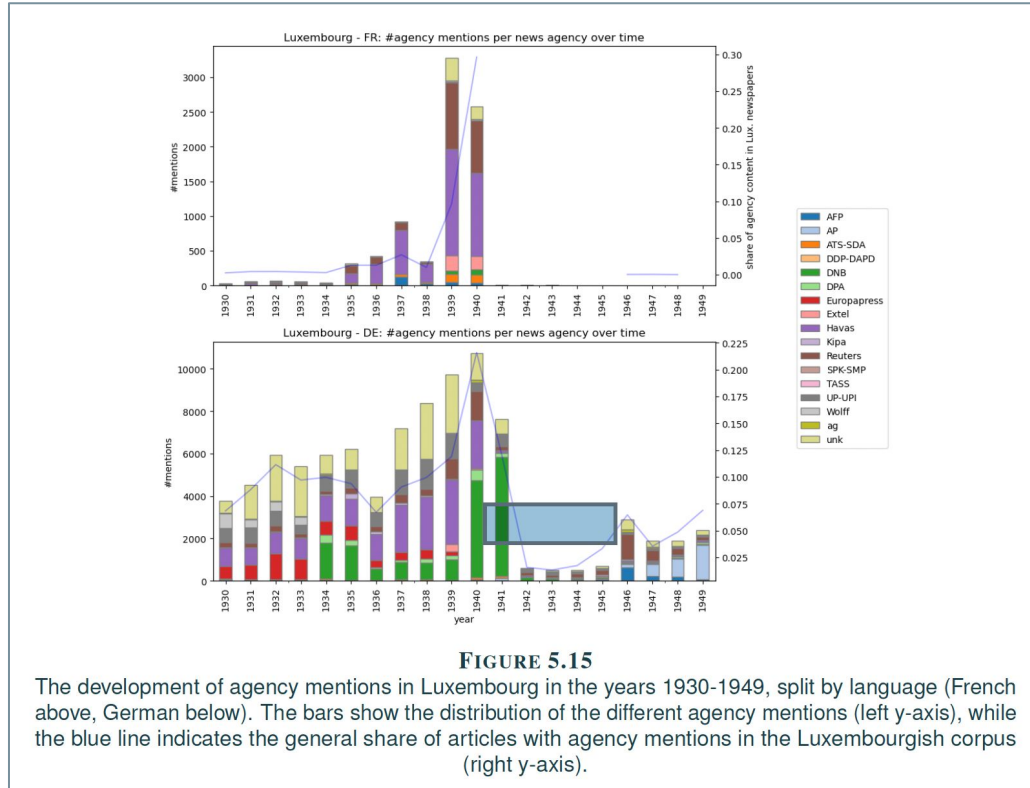 Luxembourg - FR: #agency mentions per news agency over time
#mentions
3000
2500
2000
1500
1000
500
0
0.30
0.25
0.20
0.15
0.10
0.05
0.00
share of agency content in Lux. newspapers
1930 1931 1932 1933 1934 1935 1936 1937 1938 1939 1940 1941 1942 1943 1944 1945 1946 1947 1948 1949
AFP
AP
ATS-SDA
DDP-DAPD
DNB
DPA
Europapress
Extel
Havas
Kipa
Reuters
SPK-SMP
TASS
UP-UPI
Wolff
ag
unk
Luxembourg - DE: #agency mentions per news agency over time
#mentions
10000
8000
6000
4000
2000
0
0.225
0.200
0.175
0.150
0.125
0.100
0.075
0.050
0.025
1930 1931 1932 1933 1934 1935 1936 1937 1938 1939 1940 1941 1942 1943 1944 1945 1946 1947 1948 1949
year
FIGURE 5.15
The development of agency mentions in Luxembourg in the years 1930-1949, split by language (French
above, German below). The bars show the distribution of the different agency mentions (left y-axis), while
the blue line indicates the general share of articles with agency mentions in the Luxembourgish corpus
(right y-axis).